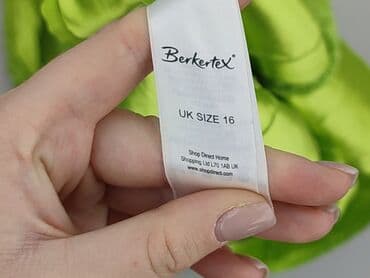 Berkertex®
UK SIZE 16
Shop Direct Home
Shopping Ltd L70 1AB UK
www.shopdirect.com